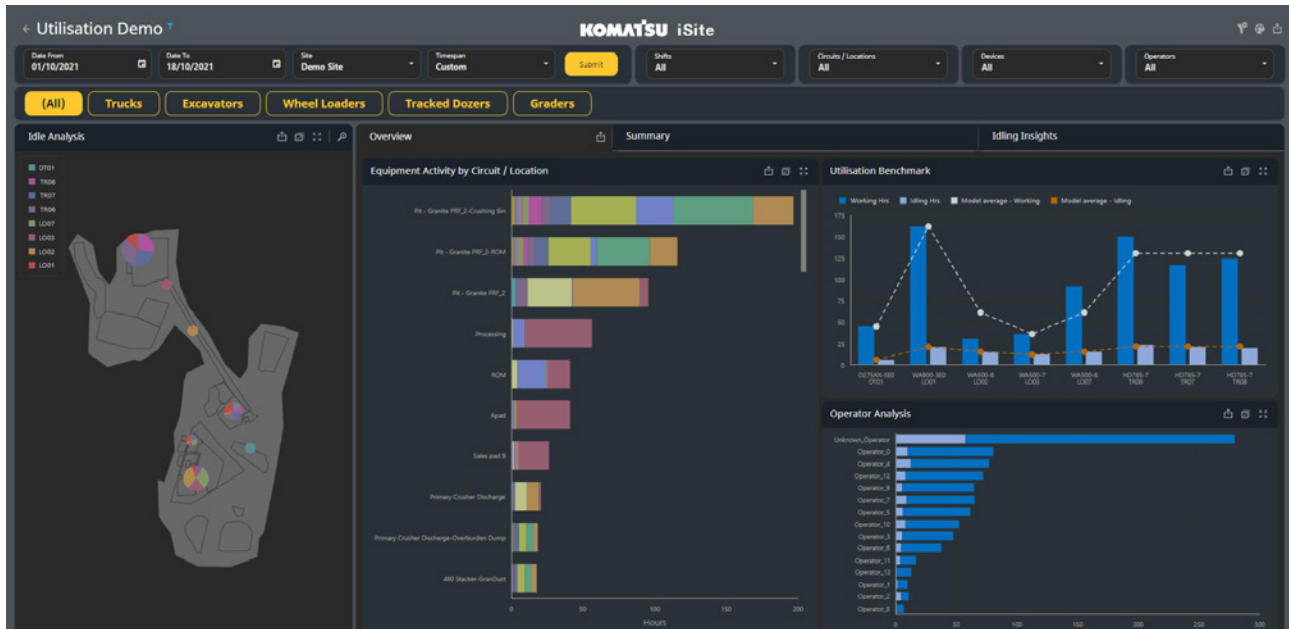 ← Utilisation Demo
KOMATSU iSite
Date From
01/10/2021
Date To
18/10/2021
Site
Demo Site
Timespan
Custom
Submit
Shifts
All
Circuits / Locations
All
Devices
All
Operators
All
(All)
Trucks
Excavators
Wheel Loaders
Tracked Dozers
Graders
Idle Analysis
DT01
TR08
TR07
TR06
LO07
LO03
LO02
LO01
Overview
Summary
Idling Insights
Equipment Activity by Circuit / Location
Pit - Granite PRF_2-Crushing Bin
Pit - Granite PRF_2-ROM
Pit - Granite PRF_2
Processing
ROM
Apad
Sales pad B
Primary Crusher Discharge
Primary Crusher Discharge-Overburden Dump
480 Stacker-GranDust
0 50 100 150 200
Hours
Utilisation Benchmark
Working Hrs
Idling Hrs
Model average - Working
Model average - Idling
175
150
125
100
75
50
25
0
D275AX-5E0 WA800-3E0 WA500-6 WA500-7 WA500-6 HD785-7 HD785-7 HD785-7
DT01 LO01 LO02 LO03 LO07 TR06 TR07 TR08
Operator Analysis
Unknown_Operator
Operator_0
Operator_4
Operator_12
Operator_9
Operator_7
Operator_5
Operator_10
Operator_3
Operator_6
Operator_11
Operator_13
Operator_1
Operator_2
Operator_8
0 50 100 150 200 250 300